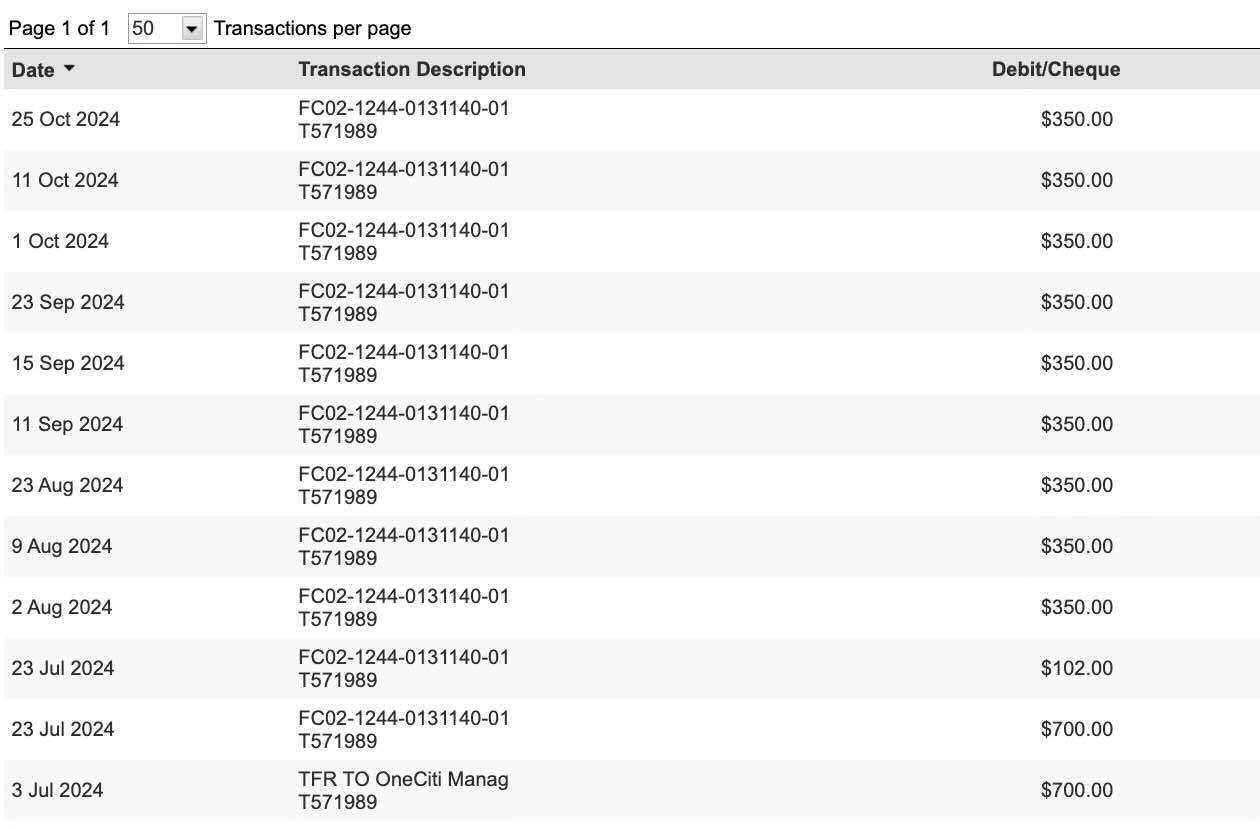 Page 1 of 1 50 Transactions per page
Date Transaction Description Debit/Cheque
25 Oct 2024 FC02-1244-0131140-01 $350.00
T571989
11 Oct 2024 FC02-1244-0131140-01 $350.00
T571989
1 Oct 2024 FC02-1244-0131140-01 $350.00
T571989
23 Sep 2024 FC02-1244-0131140-01 $350.00
T571989
15 Sep 2024 FC02-1244-0131140-01 $350.00
T571989
11 Sep 2024 FC02-1244-0131140-01 $350.00
T571989
23 Aug 2024 FC02-1244-0131140-01 $350.00
T571989
9 Aug 2024 FC02-1244-0131140-01 $350.00
T571989
2 Aug 2024 FC02-1244-0131140-01 $350.00
T571989
23 Jul 2024 FC02-1244-0131140-01 $102.00
T571989
23 Jul 2024 FC02-1244-0131140-01 $700.00
T571989
3 Jul 2024 TFR TO OneCiti Manag $700.00
T571989